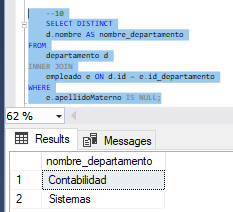 --10
SELECT DISTINCT
d.nombre AS nombre_departamento
FROM
departamento d
INNER JOIN
empleado e ON d.id = e.id_departamento
WHERE
e.apellidoMaterno IS NULL;
62 %
Results Messages
nombre_departamento
1 Contabilidad
2 Sistemas